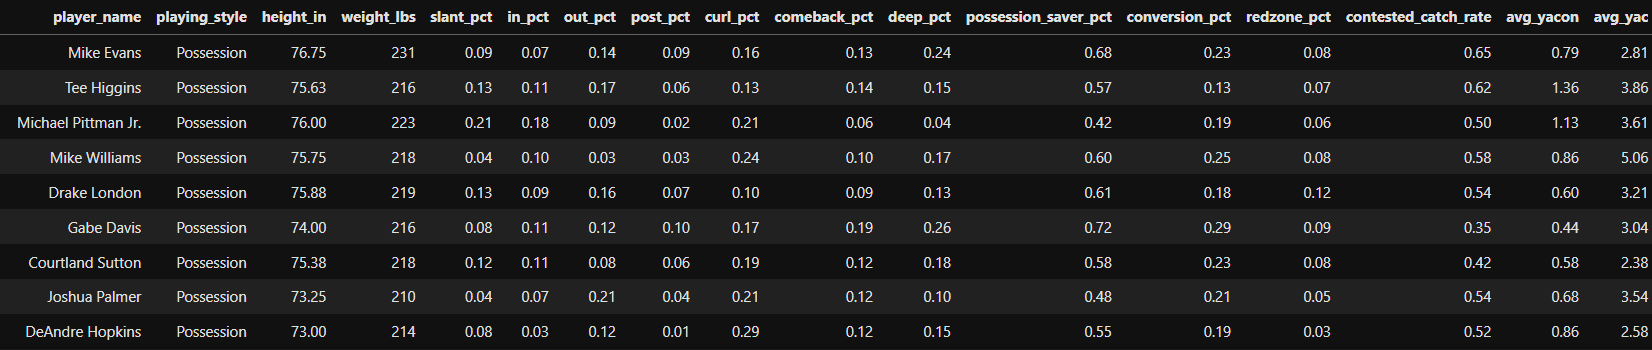 player_name playing_style height_in weight_lbs slant_pct in_pct out_pct post_pct curl_pct comeback_pct deep_pct possession_saver_pct conversion_pct redzone_pct contested_catch_rate avg_yacon avg_yac
Mike Evans Possession 76.75 231 0.09 0.07 0.14 0.09 0.16 0.13 0.24 0.68 0.23 0.08 0.65 0.79 2.81
Tee Higgins Possession 75.63 216 0.13 0.11 0.17 0.06 0.13 0.14 0.15 0.57 0.13 0.07 0.62 1.36 3.86
Michael Pittman Jr. Possession 76.00 223 0.21 0.18 0.09 0.02 0.21 0.06 0.04 0.42 0.19 0.06 0.50 1.13 3.61
Mike Williams Possession 75.75 218 0.04 0.10 0.03 0.03 0.24 0.10 0.17 0.60 0.25 0.08 0.58 0.86 5.06
Drake London Possession 75.88 219 0.13 0.09 0.16 0.07 0.10 0.09 0.13 0.61 0.18 0.12 0.54 0.60 3.21
Gabe Davis Possession 74.00 216 0.08 0.11 0.12 0.10 0.17 0.19 0.26 0.72 0.29 0.09 0.35 0.44 3.04
Courtland Sutton Possession 75.38 218 0.12 0.11 0.08 0.06 0.19 0.12 0.18 0.58 0.23 0.08 0.42 0.58 2.38
Joshua Palmer Possession 73.25 210 0.04 0.07 0.21 0.04 0.21 0.12 0.10 0.48 0.21 0.05 0.54 0.68 3.54
DeAndre Hopkins Possession 73.00 214 0.08 0.03 0.12 0.01 0.29 0.12 0.15 0.55 0.19 0.03 0.52 0.86 2.58